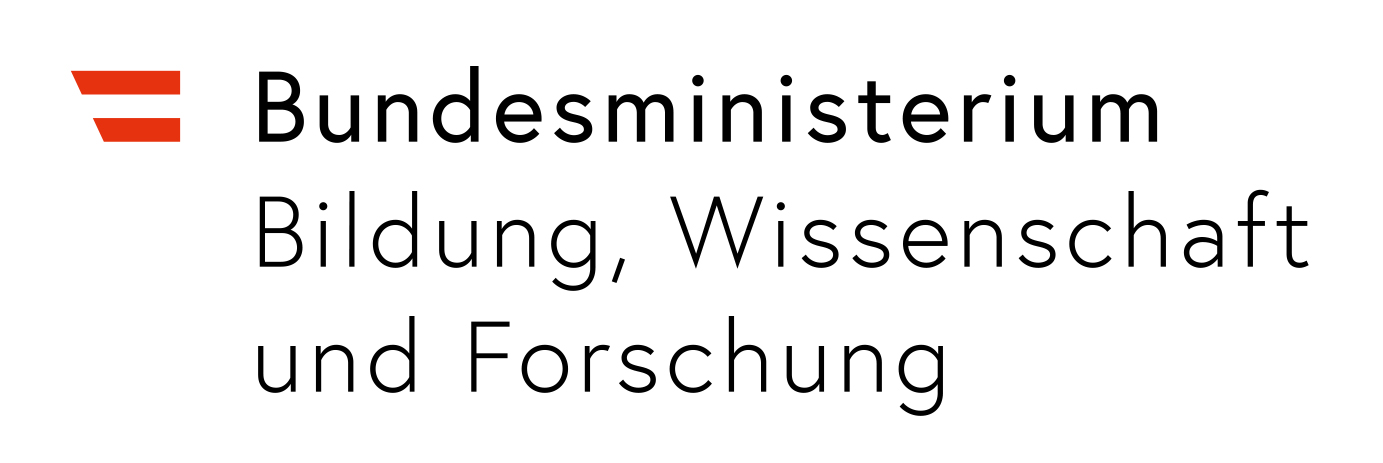 Bundesministerium
Bildung, Wissenschaft
und Forschung